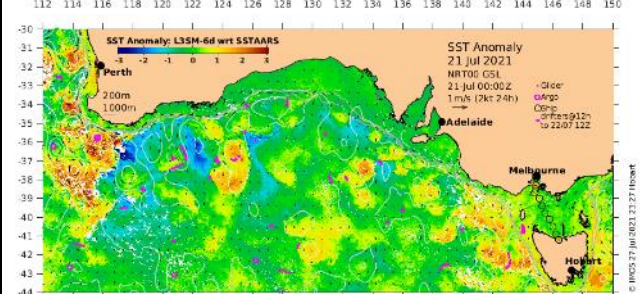 112 114 116 118 120 122 124 126 128 130 132 134 136 138 140 142 144 146 148 150
SST Anomaly: L3SM-6d wrt SSTAARS
-3 -2 -1 0 1 2 3
Perth
200m
1000m
SST Anomaly
21 Jul 2021
NRT00 GSL
21-Jul 00:00Z
1m/s (2kt 24h)
Glider
Argo
Ship
drifters@12h
to 22/07 12Z
Adelaide
Melbourne
Hobart
-30
-31
-32
-33
-34
-35
-36
-37
-38
-39
-40
-41
-42
-43
-44
© IMOS 27-Jul-2021 23:27 Hobart